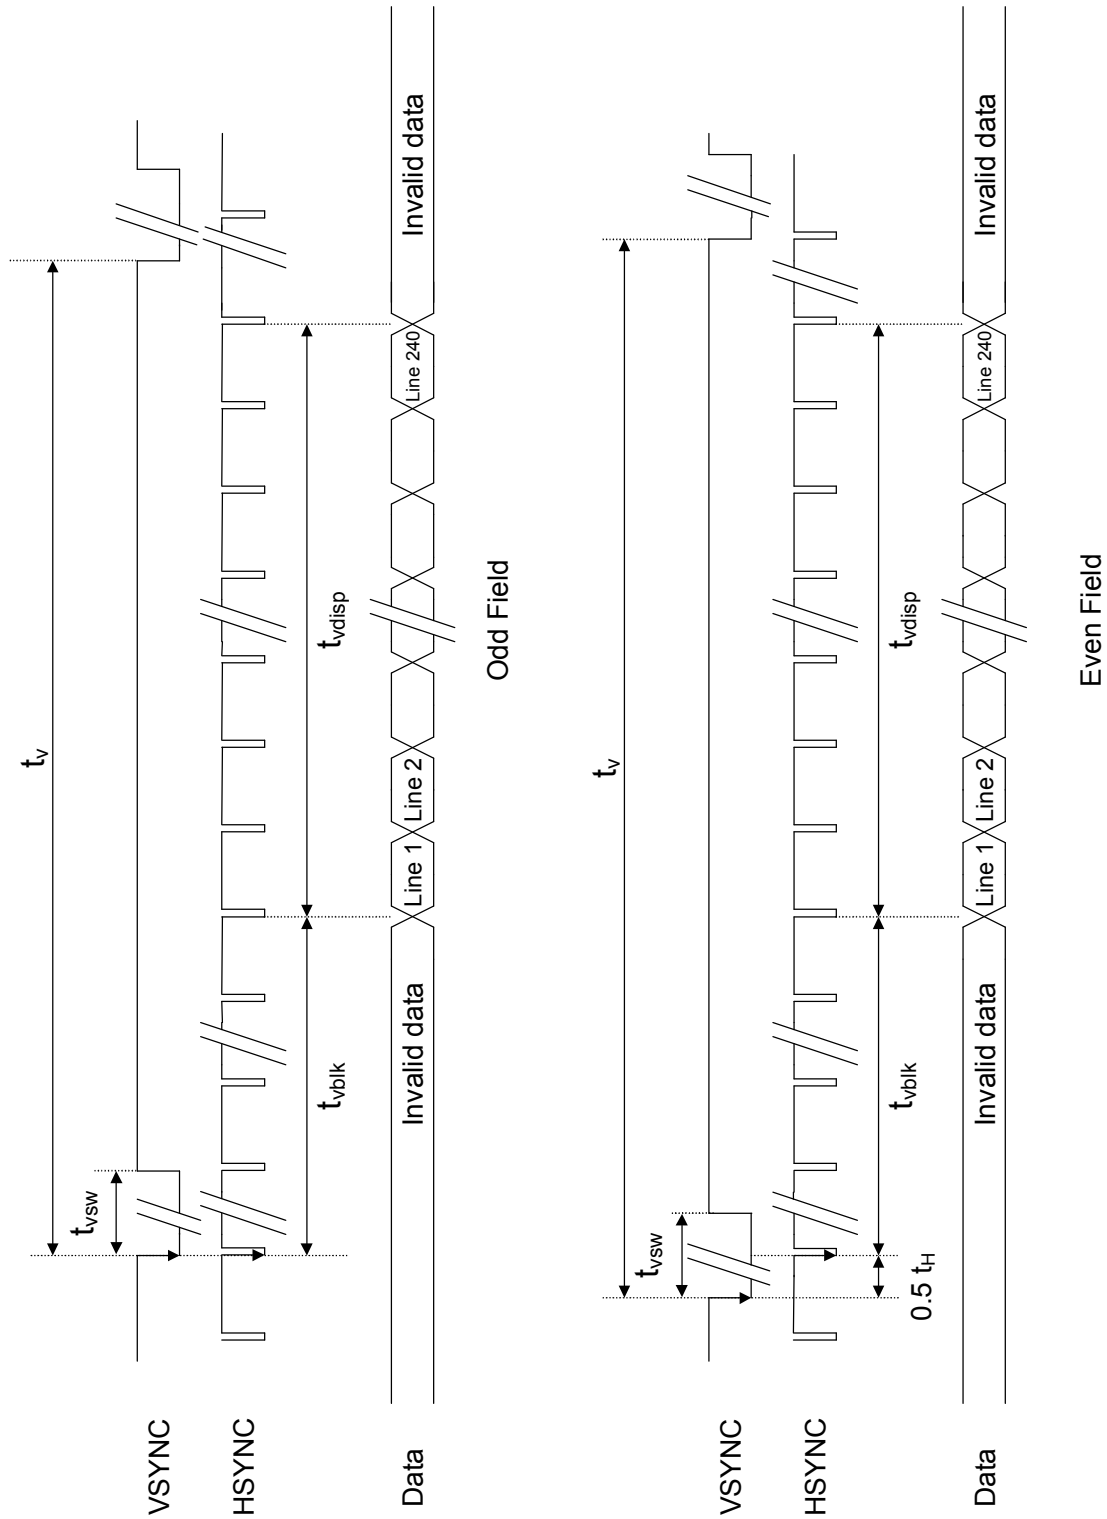 t_v
VSYNC
t_vsw
HSYNC
t_vblk
t_vdisp
Data
Invalid data
Line 1
Line 2
Line 240
Invalid data
Odd Field
t_v
VSYNC
t_vsw
HSYNC
0.5 t_H
t_vblk
t_vdisp
Data
Invalid data
Line 1
Line 2
Line 240
Invalid data
Even Field